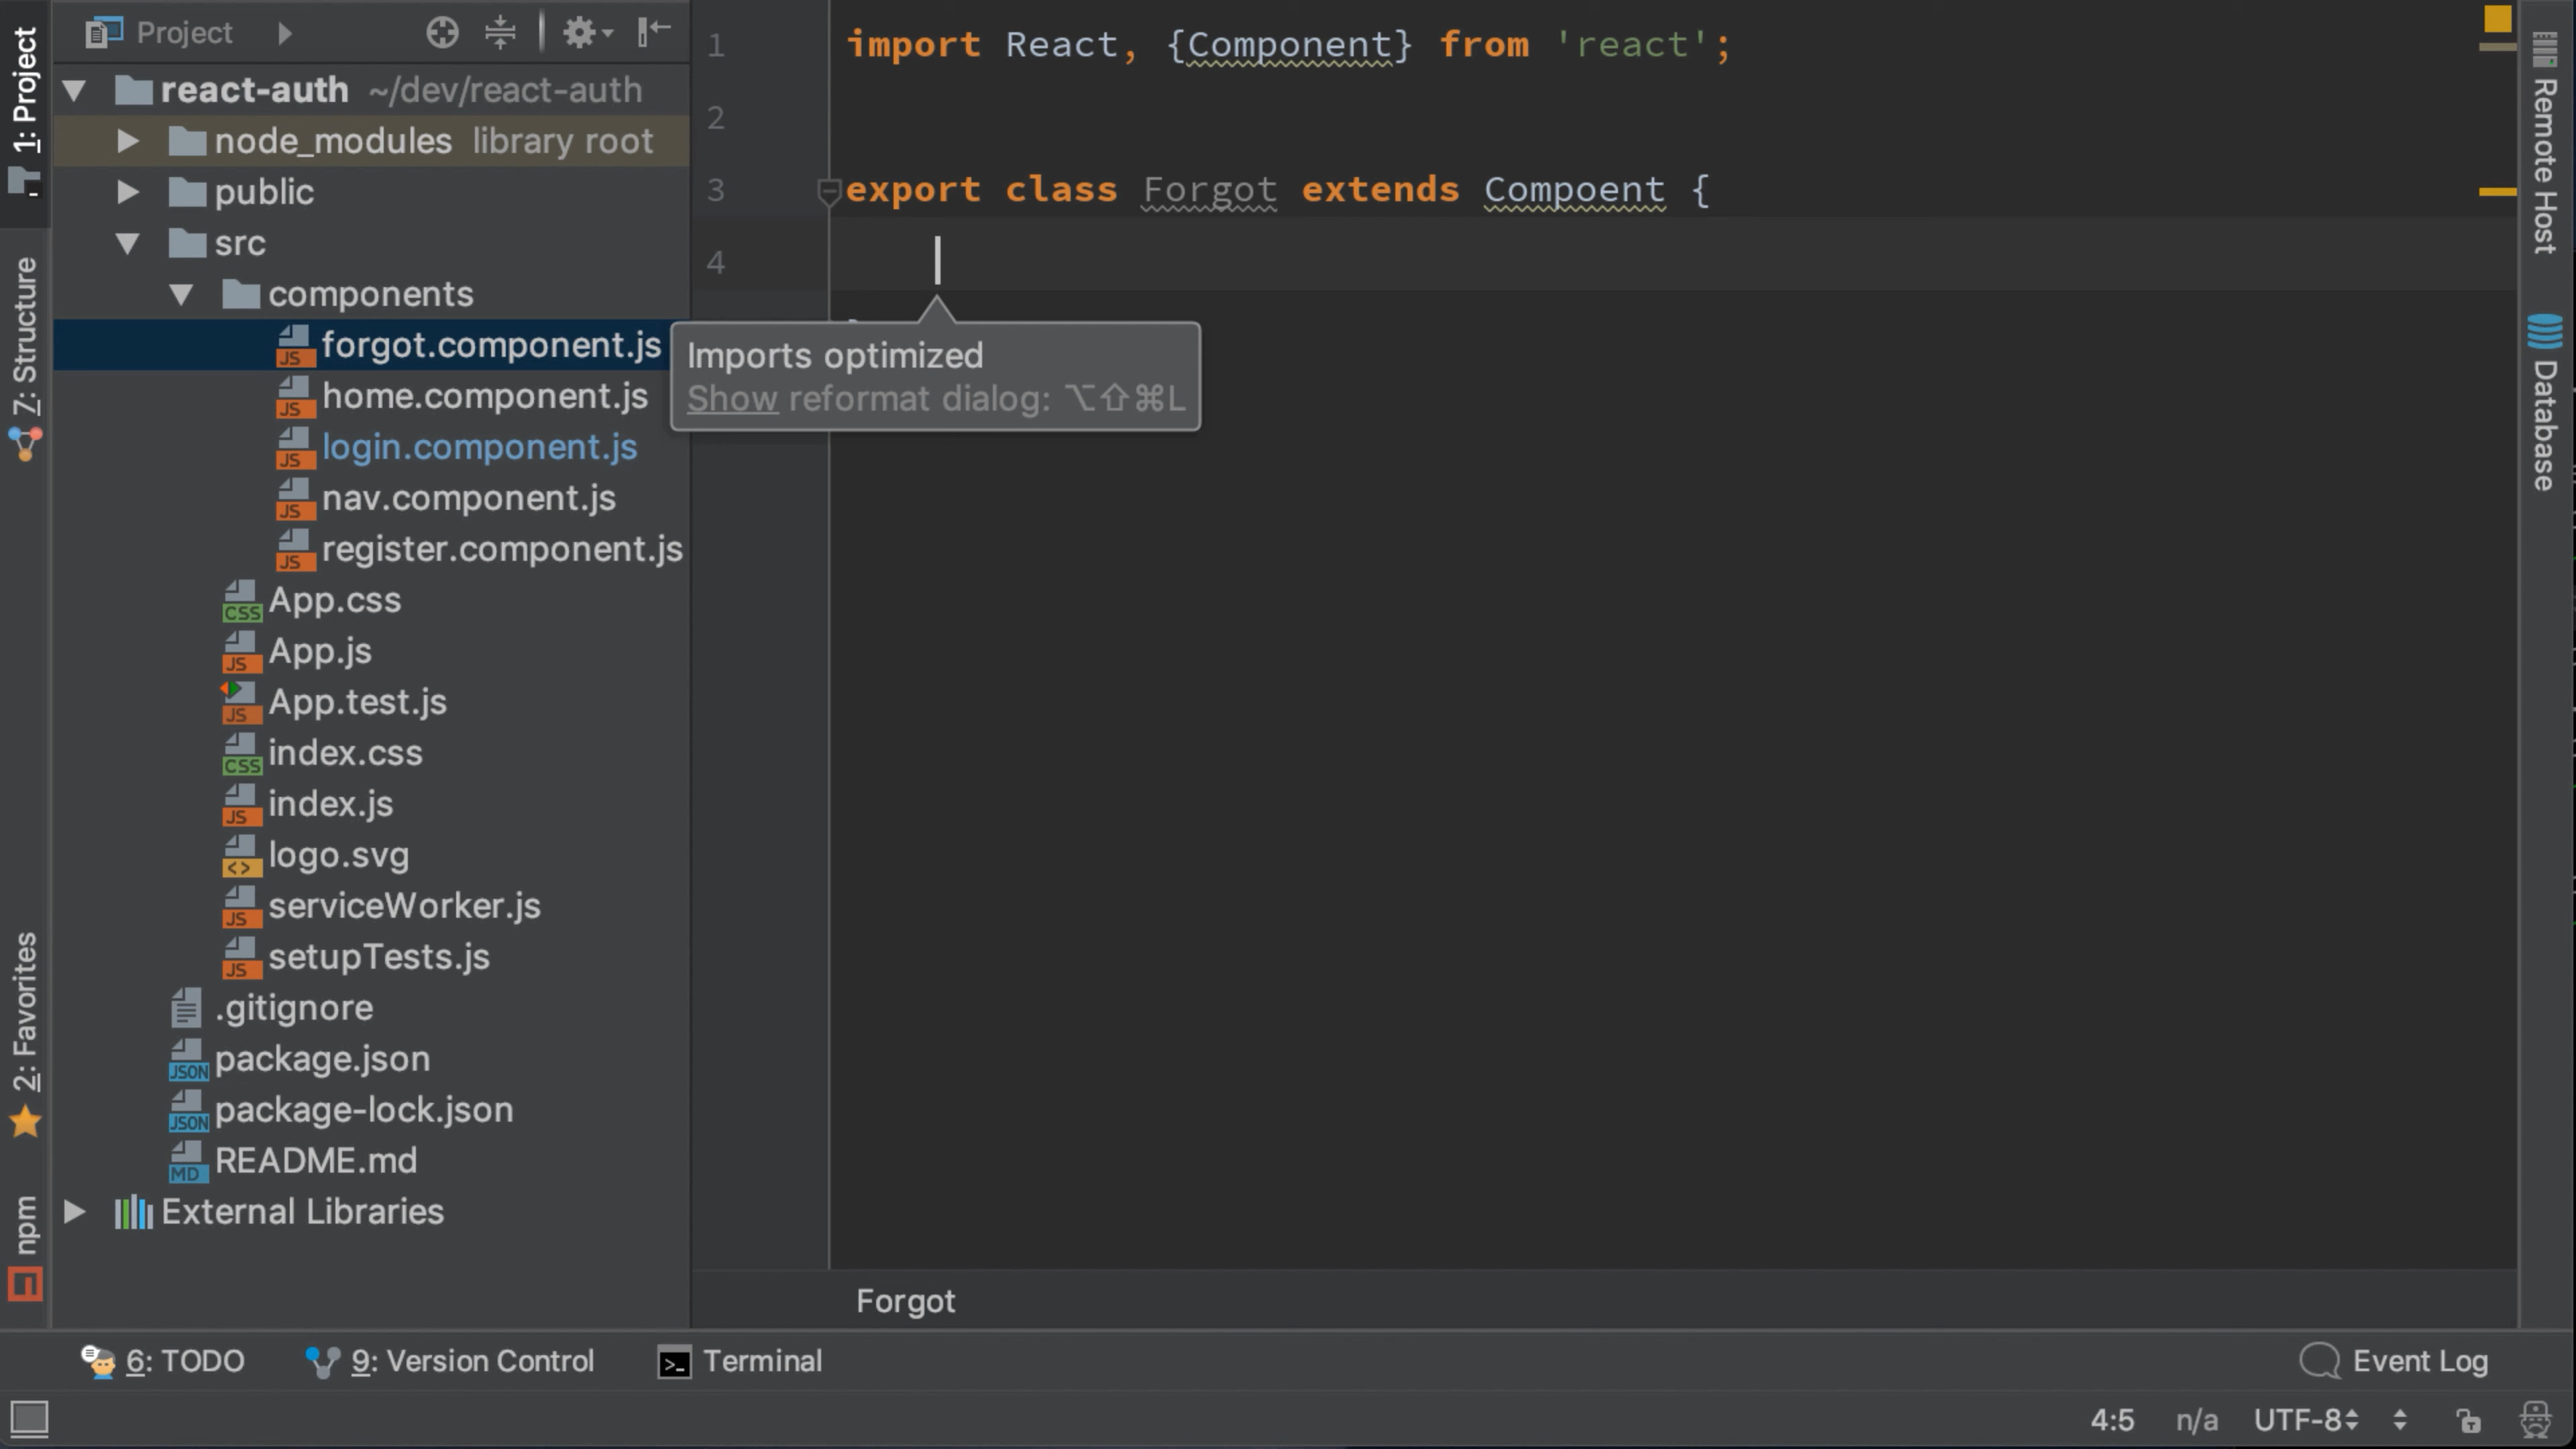 1: Project
7: Structure
2: Favorites
npm
Project
react-auth ~/dev/react-auth
node_modules library root
public
src
components
forgot.component.js
home.component.js
login.component.js
nav.component.js
register.component.js
App.css
App.js
App.test.js
index.css
index.js
logo.svg
serviceWorker.js
setupTests.js
.gitignore
package.json
package-lock.json
README.md
External Libraries
1 import React, {Component} from 'react';
2
3 export class Forgot extends Compoent {
4
Imports optimized
Show reformat dialog: ⌥⇧⌘L
Forgot
Remote Host
Database
6: TODO
9: Version Control
Terminal
Event Log
4:5
n/a
UTF-8